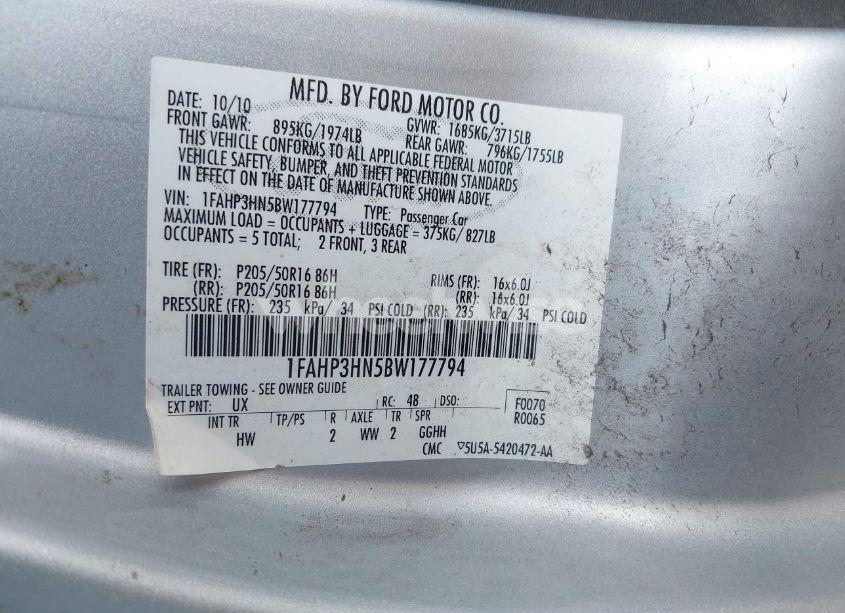 MFD. BY FORD MOTOR CO.
DATE: 10/10 GVWR: 1685KG/3715LB
FRONT GAWR: 895KG/1974LB REAR GAWR: 796KG/1755LB
THIS VEHICLE CONFORMS TO ALL APPLICABLE FEDERAL MOTOR
VEHICLE SAFETY, BUMPER, AND THEFT PREVENTION STANDARDS
IN EFFECT ON THE DATE OF MANUFACTURE SHOWN ABOVE.
VIN: 1FAHP3HN5BW177794 TYPE: Passenger Car
MAXIMUM LOAD = OCCUPANTS + LUGGAGE = 375KG/ 827LB
OCCUPANTS = 5 TOTAL; 2 FRONT, 3 REAR
TIRE (FR): P205/50R16 86H RIMS (FR): 16x6.0J
(RR): P205/50R16 86H (RR): 16x6.0J
PRESSURE (FR): 235 kPa/ 34 PSI COLD (RR): 235 kPa/ 34 PSI COLD
1FAHP3HN5BW177794
TRAILER TOWING - SEE OWNER GUIDE
EXT PNT: UX RC: 48 DSO: F0070
R0065
INT TR TP/PS R AXLE TR SPR
HW 2 WW 2 GGHH
CMC ▽5U5A-5420472-AA